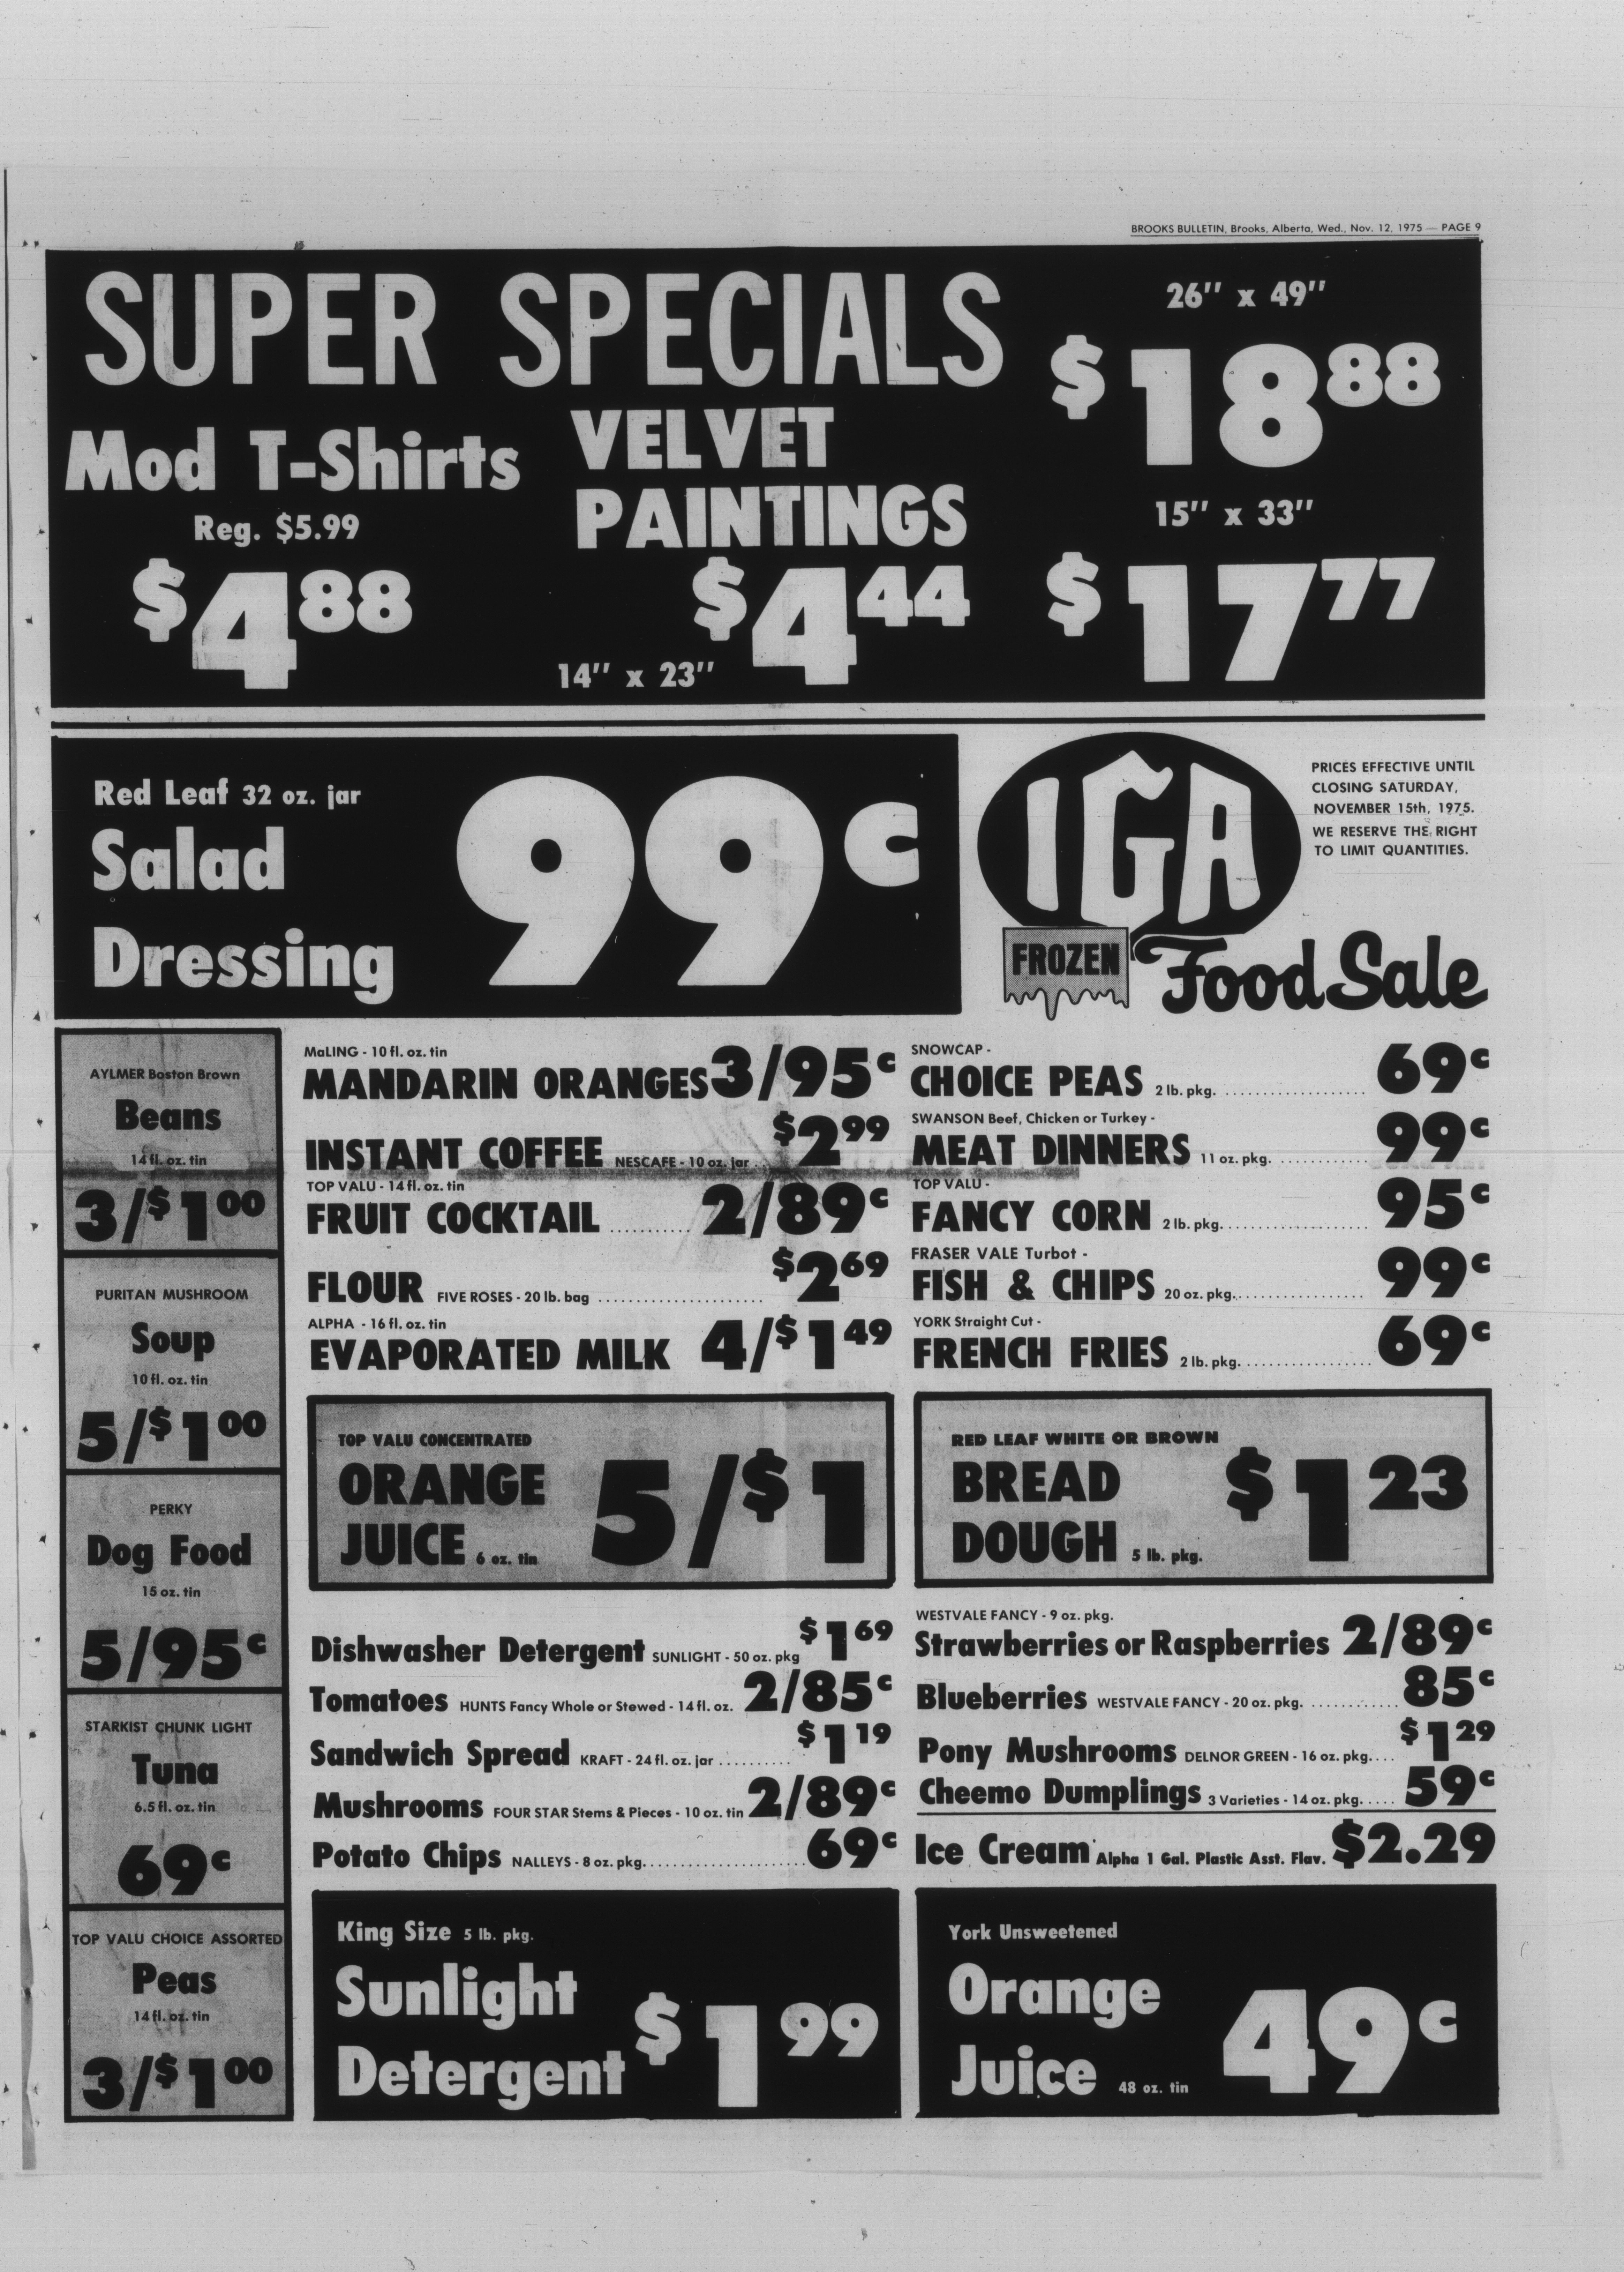 BROOKS BULLETIN, Brooks, Alberta, Wed., Nov. 12, 1975 — PAGE 9
SUPER SPECIALS
Mod T-Shirts
Reg. $5.99
$4.88
VELVET
PAINTINGS
14" x 23" $4.44
26" x 49"
$18.88
15" x 33"
$17.77
Red Leaf 32 oz. jar
Salad
Dressing
99¢
IGA
FROZEN Food Sale
PRICES EFFECTIVE UNTIL
CLOSING SATURDAY,
NOVEMBER 15th, 1975.
WE RESERVE THE RIGHT
TO LIMIT QUANTITIES.
AYLMER Boston Brown
Beans
14 fl. oz. tin
3/$1.00
PURITAN MUSHROOM
Soup
10 fl. oz. tin
5/$1.00
PERKY
Dog Food
15 oz. tin
5/95¢
STARKIST CHUNK LIGHT
Tuna
6.5 fl. oz. tin
69¢
TOP VALU CHOICE ASSORTED
Peas
14 fl. oz. tin
3/$1.00
MaLING - 10 fl. oz. tin
MANDARIN ORANGES 3/95¢
INSTANT COFFEE NESCAFE - 10 oz. jar ... $2.99
TOP VALU - 14 fl. oz. tin
FRUIT COCKTAIL .......... 2/89¢
FLOUR FIVE ROSES - 20 lb. bag ...................... $2.69
ALPHA - 16 fl. oz. tin
EVAPORATED MILK 4/$1.49
SNOWCAP -
CHOICE PEAS 2 lb. pkg. .................. 69¢
SWANSON Beef, Chicken or Turkey -
MEAT DINNERS 11 oz. pkg. ............ 99¢
TOP VALU -
FANCY CORN 2 lb. pkg. .................. 95¢
FRASER VALE Turbot -
FISH & CHIPS 20 oz. pkg. ................. 99¢
YORK Straight Cut -
FRENCH FRIES 2 lb. pkg. ................. 69¢
TOP VALU CONCENTRATED
ORANGE
JUICE 6 oz. tin
5/$1
RED LEAF WHITE OR BROWN
BREAD
DOUGH 5 lb. pkg.
$1.23
Dishwasher Detergent SUNLIGHT - 50 oz. pkg $1.69
Tomatoes HUNTS Fancy Whole or Stewed - 14 fl. oz. 2/85¢
Sandwich Spread KRAFT - 24 fl. oz. jar .......... $1.19
Mushrooms FOUR STAR Stems & Pieces - 10 oz. tin 2/89¢
Potato Chips NALLEYS - 8 oz. pkg. ...................... 69¢
WESTVALE FANCY - 9 oz. pkg.
Strawberries or Raspberries 2/89¢
Blueberries WESTVALE FANCY - 20 oz. pkg. ............ 85¢
Pony Mushrooms DELNOR GREEN - 16 oz. pkg.... $1.29
Cheemo Dumplings 3 Varieties - 14 oz. pkg..... 59¢
Ice Cream Alpha 1 Gal. Plastic Asst. Flav. $2.29
King Size 5 lb. pkg.
Sunlight
Detergent
$1.99
York Unsweetened
Orange
Juice 48 oz. tin
49¢